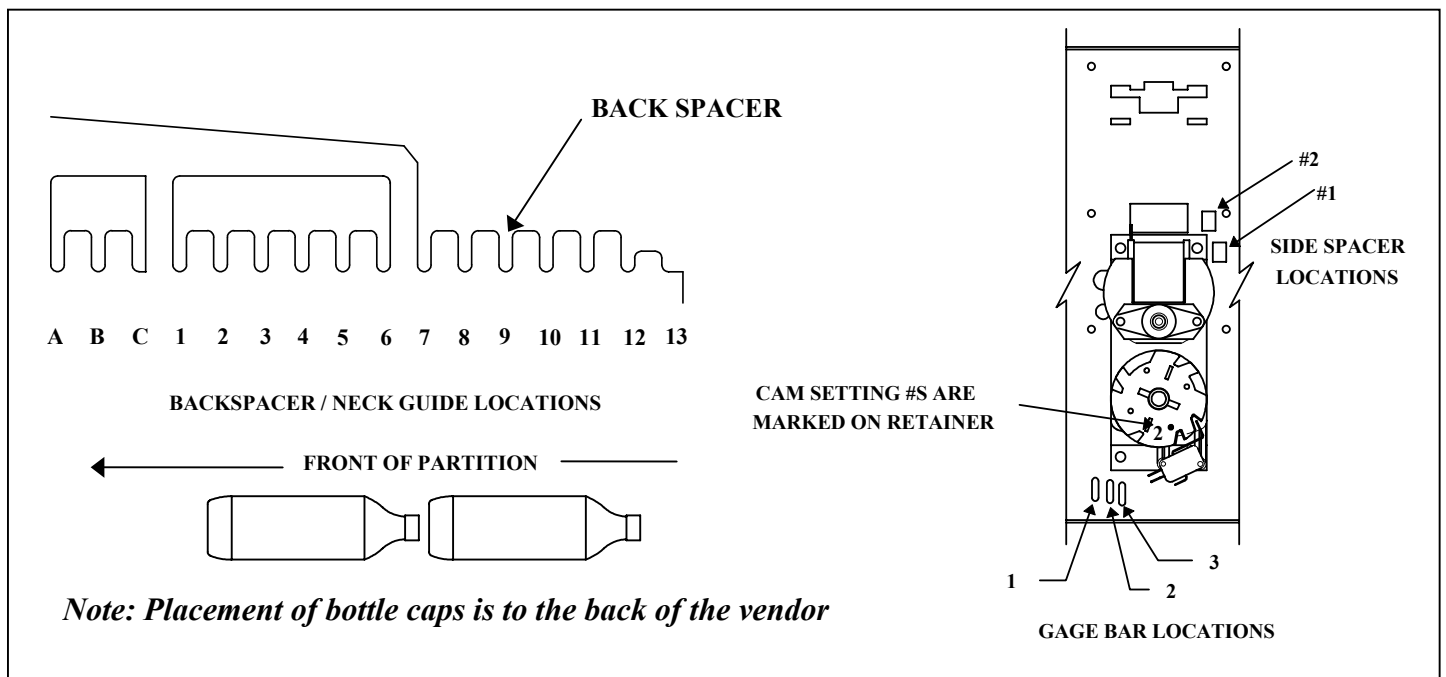 BACK SPACER
A B C 1 2 3 4 5 6 7 8 9 10 11 12 13
BACKSPACER / NECK GUIDE LOCATIONS
FRONT OF PARTITION
Note: Placement of bottle caps is to the back of the vendor
#2
#1
SIDE SPACER
LOCATIONS
CAM SETTING #S ARE
MARKED ON RETAINER
2
1
2
3
GAGE BAR LOCATIONS